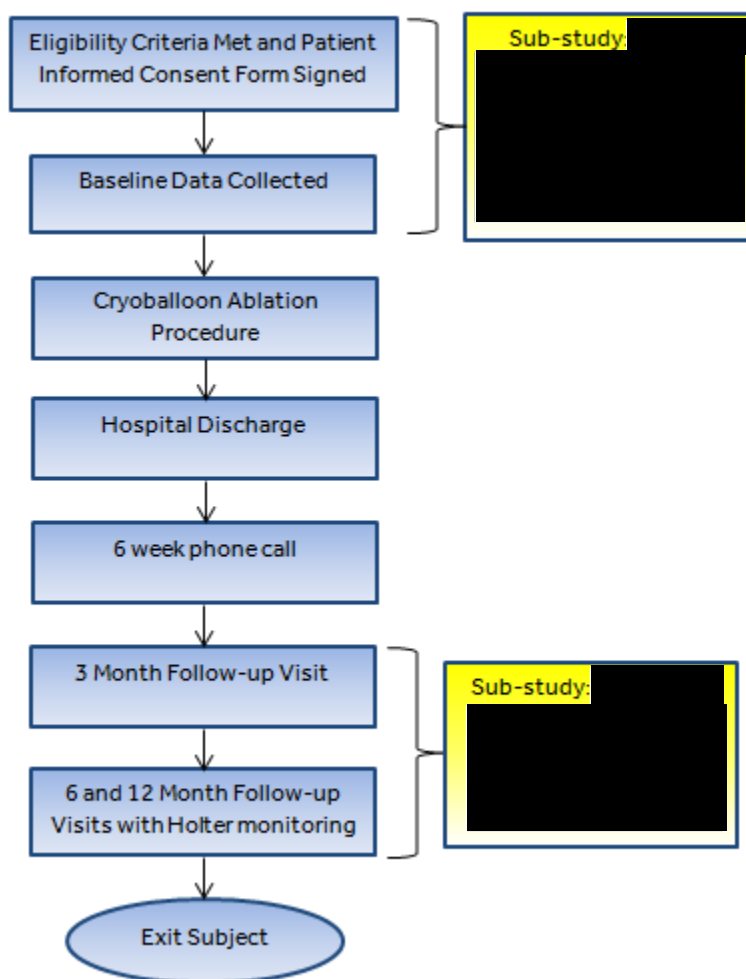 Eligibility Criteria Met and Patient
Informed Consent Form Signed
Sub-study:
Baseline Data Collected
Cryoballoon Ablation
Procedure
Hospital Discharge
6 week phone call
3 Month Follow-up Visit
Sub-study:
6 and 12 Month Follow-up
Visits with Holter monitoring
Exit Subject